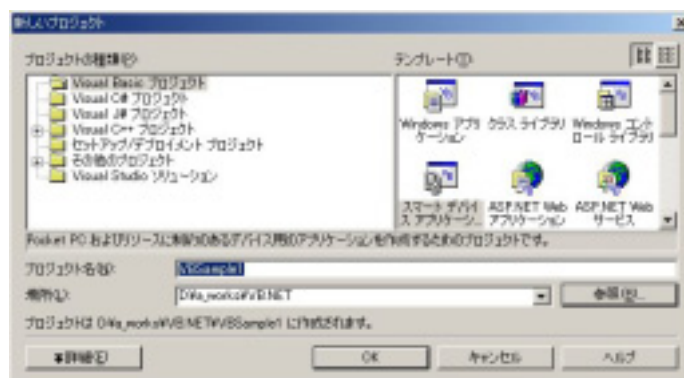 新しいプロジェクト
プロジェクトの種類(P):
テンプレート(T):
Visual Basic プロジェクト
Visual C# プロジェクト
Visual J# プロジェクト
Visual C++ プロジェクト
セットアップ/デプロイメント プロジェクト
その他のプロジェクト
Visual Studio ソリューション
Windows アプリケーション
クラス ライブラリ
Windows コントロール ライブラリ
スマート デバイス アプリケーシ...
ASP.NET Web アプリケーション
ASP.NET Web サービス
Pocket PC およびリソースに制約のあるデバイス用のアプリケーションを作成するためのプロジェクトです。
プロジェクト名(N):
VBSample1
場所(L):
D:¥a_works¥VB.NET
参照(B)...
プロジェクトは D:¥a_works¥VB.NET¥VBSample1 に作成されます。
詳細(E)
OK
キャンセル
ヘルプ